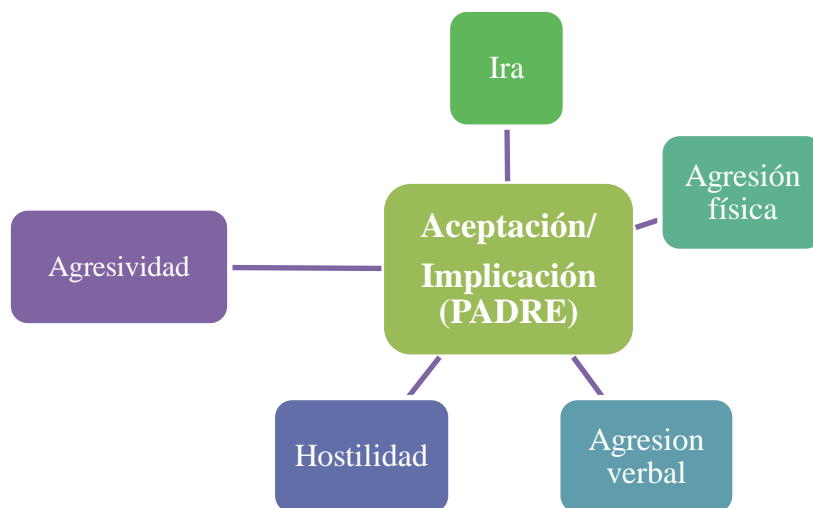 Ira
Agresión
física
Aceptación/
Implicación
(PADRE)
Agresividad
Hostilidad
Agresion
verbal